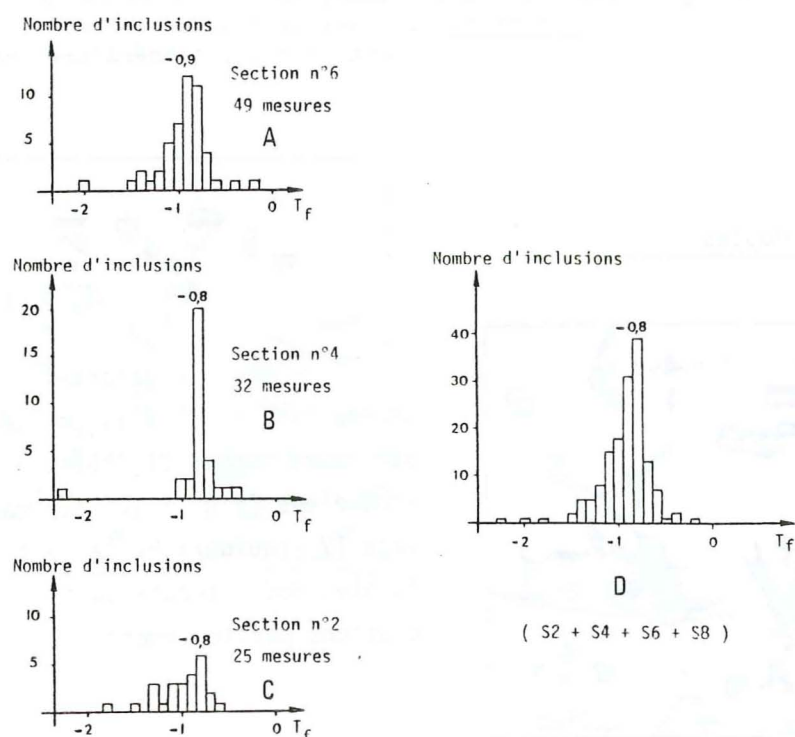 Nombre d'inclusions
-0,9
Section n°6
49 mesures
A
10
5
-2
-1
0
T_f
Nombre d'inclusions
-0,8
20
15
10
5
Section n°4
32 mesures
B
-2
-1
0
T_f
Nombre d'inclusions
-0,8
10
5
Section n°2
25 mesures
C
-2
-1
0
T_f
Nombre d'inclusions
-0,8
40
30
20
10
-2
-1
0
T_f
D
( S2 + S4 + S6 + S8 )